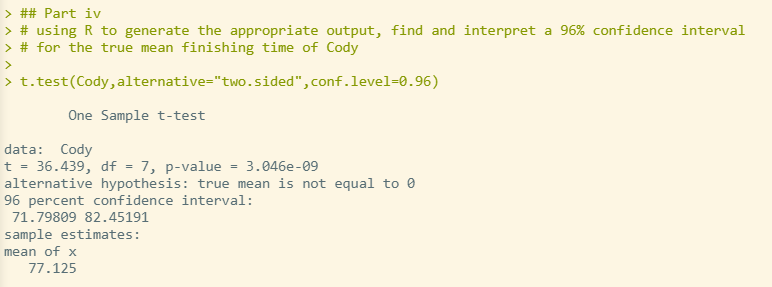 > ## Part iv
> # using R to generate the appropriate output, find and interpret a 96% confidence interval
> # for the true mean finishing time of Cody
>
> t.test(Cody,alternative="two.sided",conf.level=0.96)
One Sample t-test
data:  Cody
t = 36.439, df = 7, p-value = 3.046e-09
alternative hypothesis: true mean is not equal to 0
96 percent confidence interval:
71.79809 82.45191
sample estimates:
mean of x
77.125